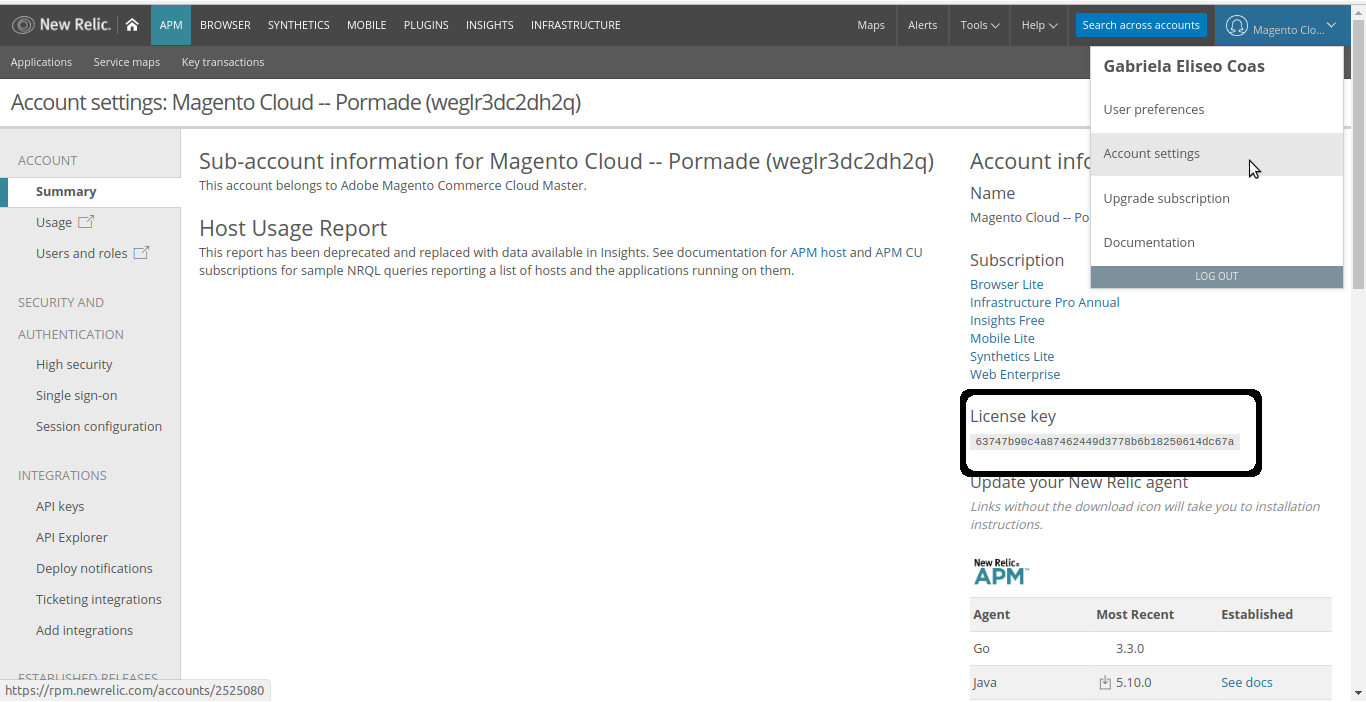 New Relic.
APM
BROWSER
SYNTHETICS
MOBILE
PLUGINS
INSIGHTS
INFRASTRUCTURE
Maps
Alerts
Tools
Help
Search across accounts
Magento Clo...
Applications
Service maps
Key transactions
Gabriela Eliseo Coas
User preferences
Account settings
Upgrade subscription
Documentation
LOG OUT
Account settings: Magento Cloud -- Pormade (weglr3dc2dh2q)
ACCOUNT
Summary
Usage
Users and roles
SECURITY AND
AUTHENTICATION
High security
Single sign-on
Session configuration
INTEGRATIONS
API keys
API Explorer
Deploy notifications
Ticketing integrations
Add integrations
ESTABLISHED RELEASES
https://rpm.newrelic.com/accounts/2525080
Sub-account information for Magento Cloud -- Pormade (weglr3dc2dh2q)
This account belongs to Adobe Magento Commerce Cloud Master.
Host Usage Report
This report has been deprecated and replaced with data available in Insights. See documentation for APM host and APM CU
subscriptions for sample NRQL queries reporting a list of hosts and the applications running on them.
Account info
Name
Magento Cloud -- Po
Subscription
Browser Lite
Infrastructure Pro Annual
Insights Free
Mobile Lite
Synthetics Lite
Web Enterprise
License key
63747b90c4a87462449d3778b6b18250614dc67a
Update your New Relic agent
Links without the download icon will take you to installation
instructions.
New Relic.
APM™
Agent Most Recent Established
Go 3.3.0
Java 5.10.0 See docs